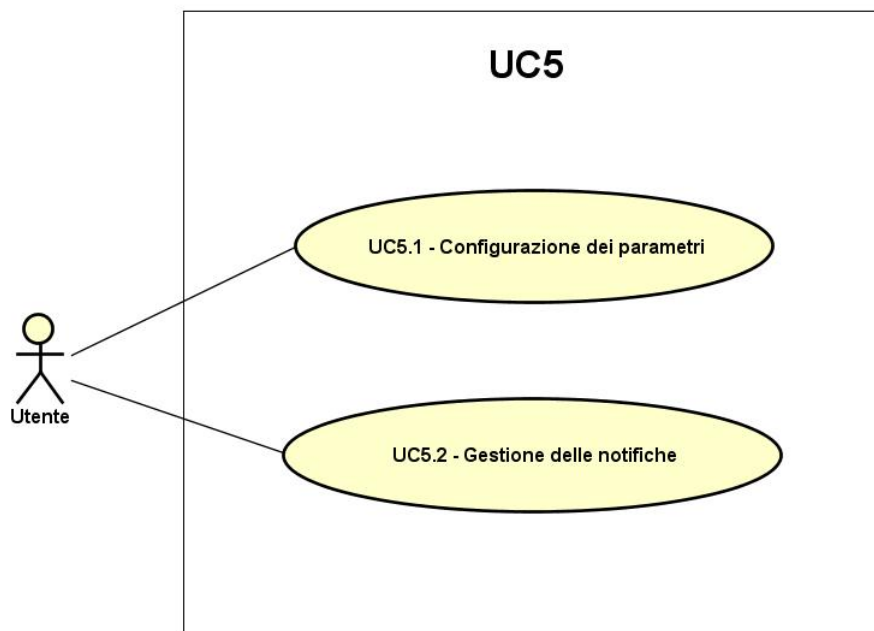 UC5
UC5.1 - Configurazione dei parametri
Utente
UC5.2 - Gestione delle notifiche